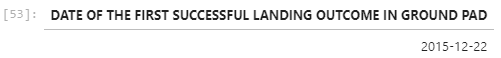 [53]: DATE OF THE FIRST SUCCESSFUL LANDING OUTCOME IN GROUND PAD
2015-12-22